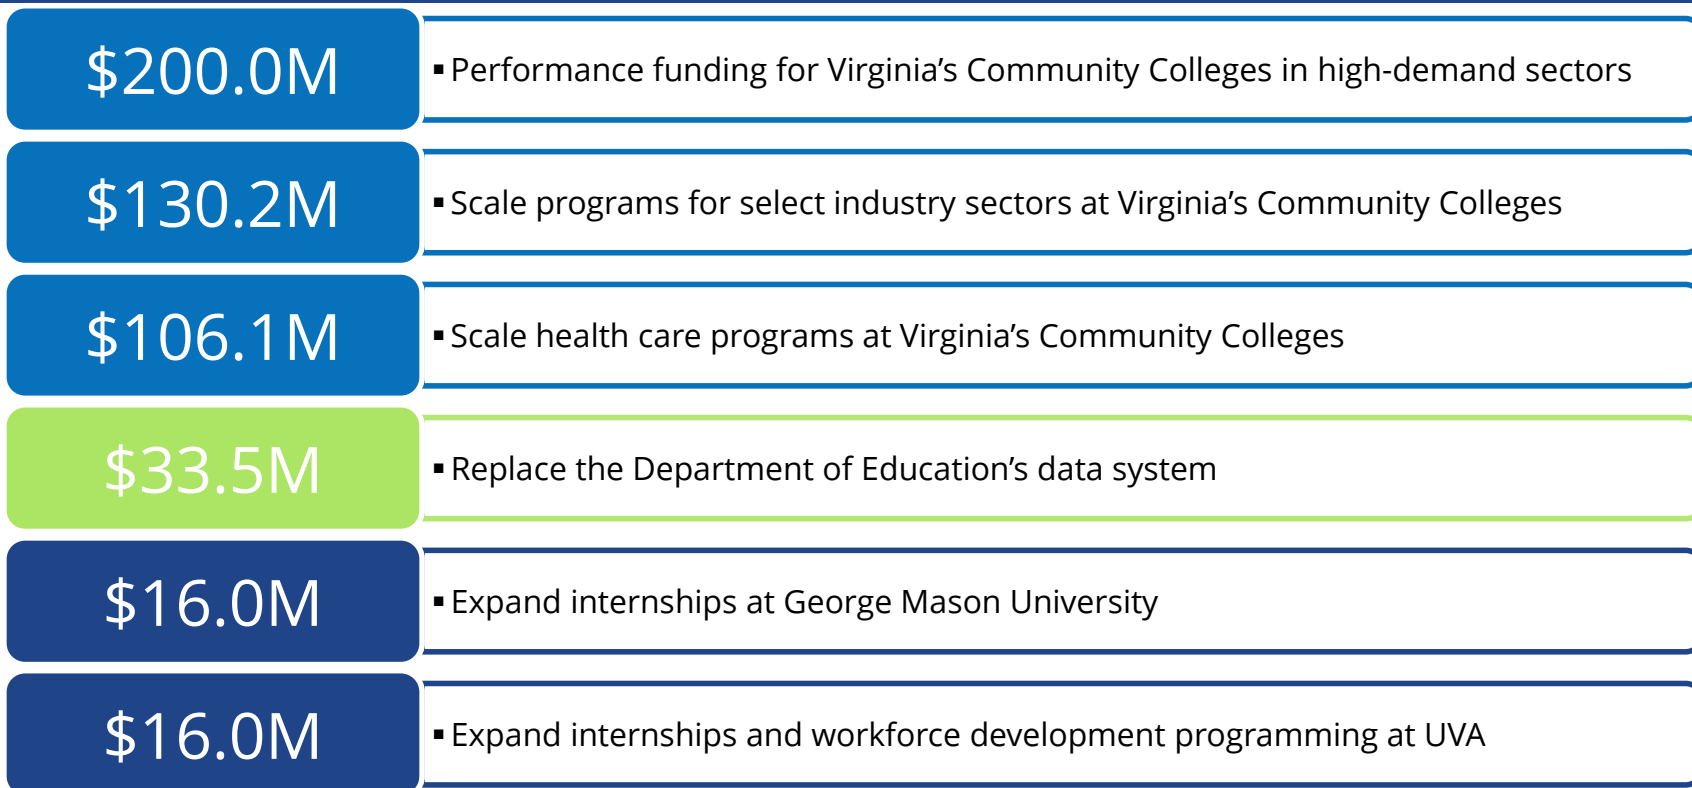 $200.0M
▪ Performance funding for Virginia’s Community Colleges in high-demand sectors
$130.2M
▪ Scale programs for select industry sectors at Virginia’s Community Colleges
$106.1M
▪ Scale health care programs at Virginia’s Community Colleges
$33.5M
▪ Replace the Department of Education’s data system
$16.0M
▪ Expand internships at George Mason University
$16.0M
▪ Expand internships and workforce development programming at UVA